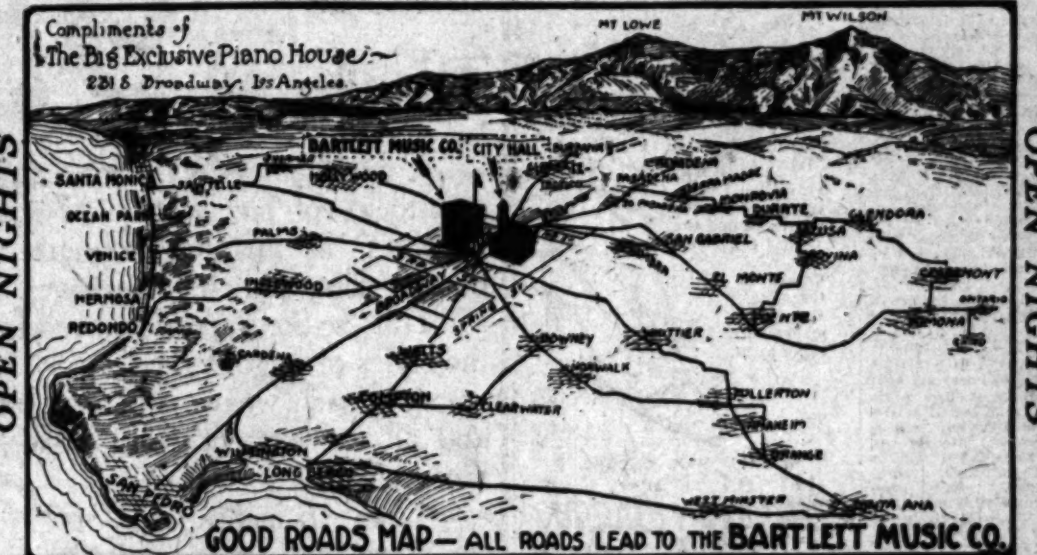 OPEN NIGHTS
Compliments of
The Big Exclusive Piano House:~
231 S Broadway. Los Angeles.
MT LOWE
MT WILSON
BARTLETT MUSIC CO.
CITY HALL
BURBANK
SANTA MONICA
SAWTELLE
HOLLYWOOD
PASADENA
SIERRA MADRE
MONROVIA
DUARTE
GLENDORA
OCEAN PARK
PALMS
SAN GABRIEL
VENICE
EL MONTE
CLAREMONT
HERMOSA
INGLEWOOD
BROADWAY
SPRING ST
ONTARIO
POMONA
REDONDO
WATTS
DOWNEY
WHITTIER
GARDENA
NORWALK
COMPTON
CLEARWATER
FULLERTON
ANAHEIM
WILMINGTON
LONG BEACH
ORANGE
SAN PEDRO
WEST MINSTER
SANTA ANA
GOOD ROADS MAP — ALL ROADS LEAD TO THE BARTLETT MUSIC CO.
OPEN NIGHTS